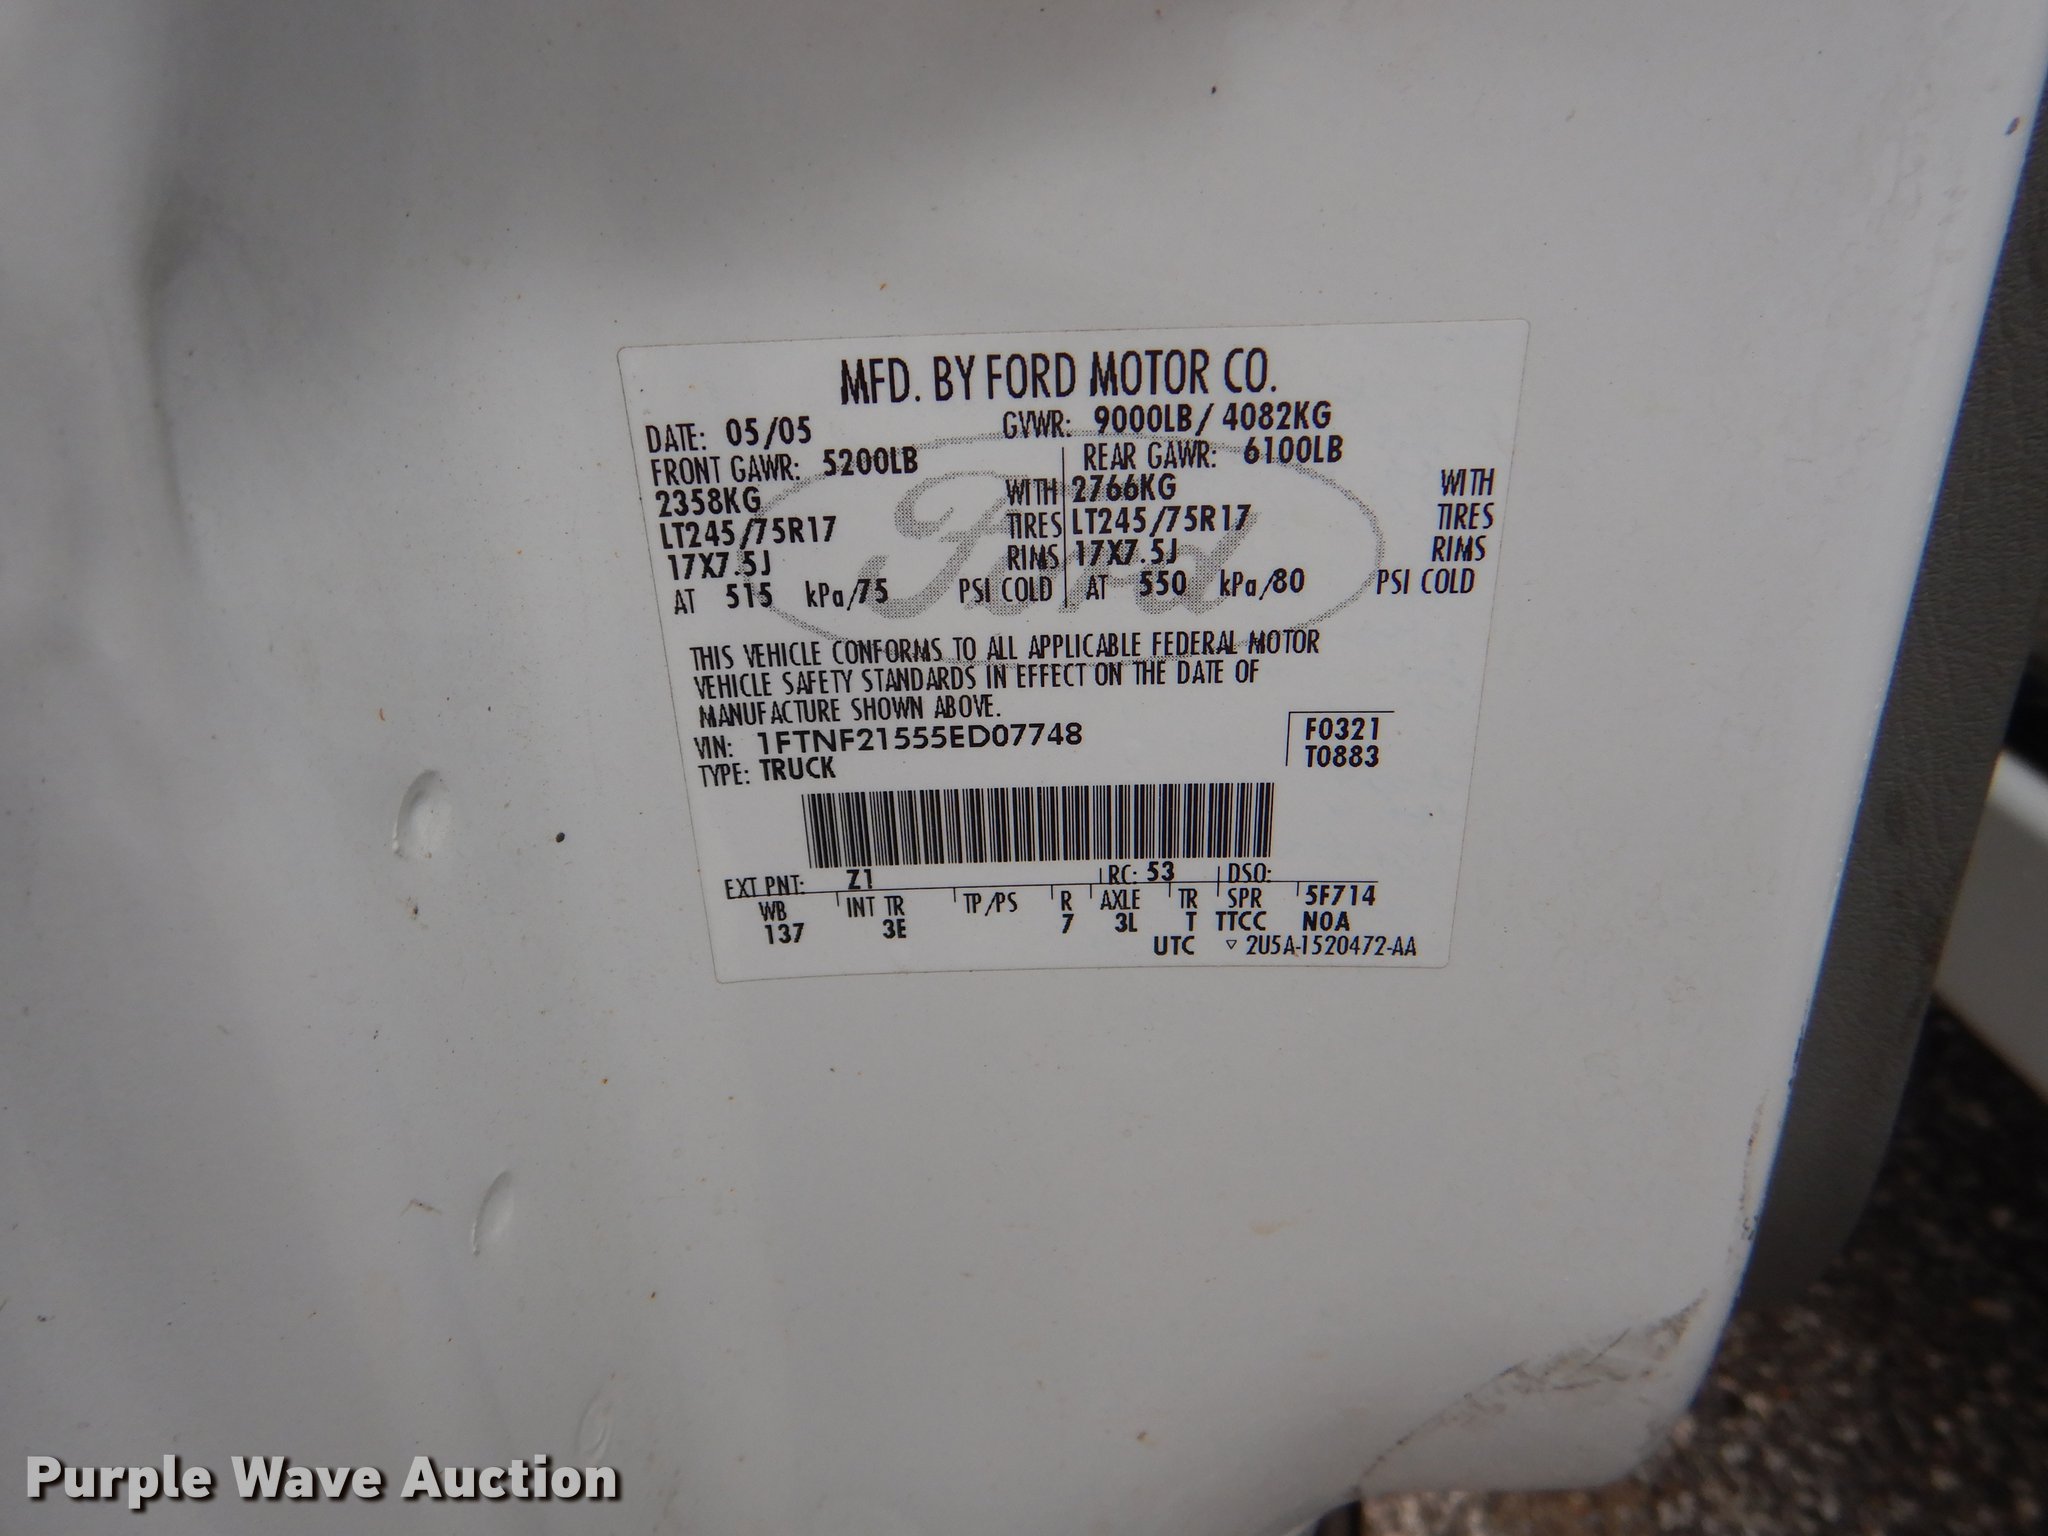 MFD. BY FORD MOTOR CO.
DATE: 05/05 GVWR: 9000LB/ 4082KG
FRONT GAWR: 5200LB REAR GAWR: 6100LB
2358KG WITH 2766KG WITH
LT245/75R17 TIRES LT245/75R17 TIRES
17X7.5J RIMS 17X7.5J RIMS
AT 515 kPa/75 PSI COLD AT 550 kPa/80 PSI COLD
Ford
THIS VEHICLE CONFORMS TO ALL APPLICABLE FEDERAL MOTOR
VEHICLE SAFETY STANDARDS IN EFFECT ON THE DATE OF
MANUFACTURE SHOWN ABOVE.
VIN: 1FTNF21555ED07748 F0321
TYPE: TRUCK T0883
EXT PNT: Z1 RC: 53 DSO:
WB INT TR TP/PS R AXLE TR SPR 5F714
137 3E 7 3L T TTCC N0A
UTC ▽ 2U5A-1520472-AA
Purple Wave Auction